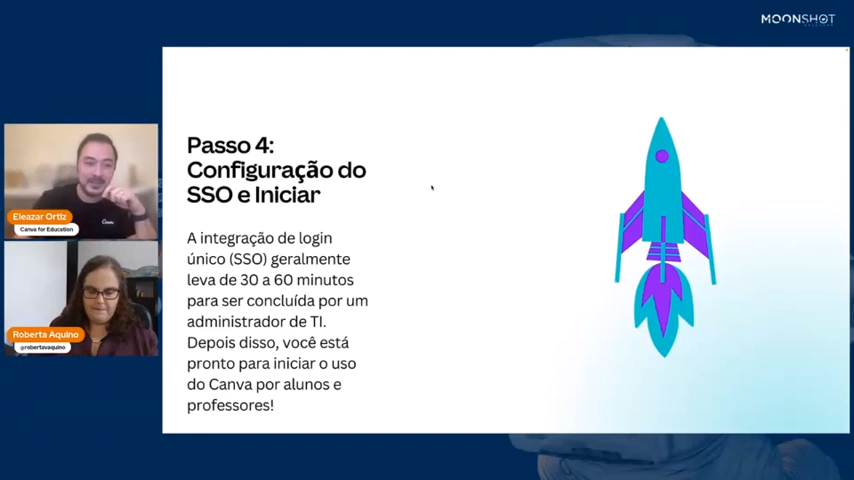 MOONSHOT
Passo 4:
Configuração do
SSO e Iniciar
A integração de login
único (SSO) geralmente
leva de 30 a 60 minutos
para ser concluída por um
administrador de TI.
Depois disso, você está
pronto para iniciar o uso
do Canva por alunos e
professores!
Eleazar Ortiz
Canva for Education
Roberta Aquino
@robertavaquino